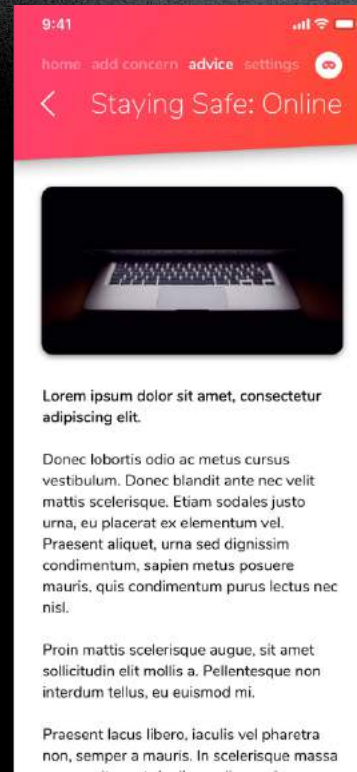 9:41
home add concern advice settings
Staying Safe: Online
Lorem ipsum dolor sit amet, consectetur
adipiscing elit.
Donec lobortis odio ac metus cursus
vestibulum. Donec blandit ante nec velit
mattis scelerisque. Etiam sodales justo
urna, eu placerat ex elementum vel.
Praesent aliquet, urna sed dignissim
condimentum, sapien metus posuere
mauris, quis condimentum purus lectus nec
nisl.
Proin mattis scelerisque augue, sit amet
sollicitudin elit mollis a. Pellentesque non
interdum tellus, eu euismod mi.
Praesent lacus libero, iaculis vel pharetra
non, semper a mauris. In scelerisque massa